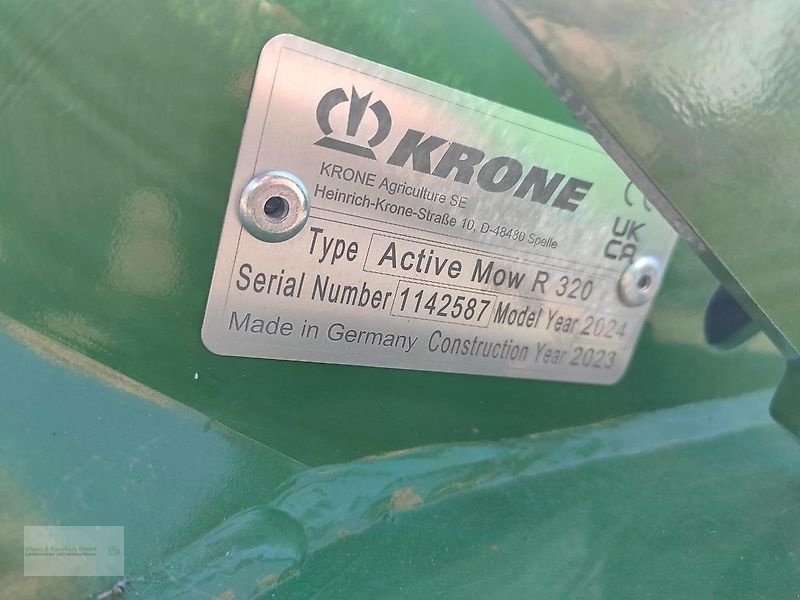 KRONE
KRONE Agriculture SE
Heinrich-Krone-Straße 10, D-48480 Spelle
CE
UK
CA
Type Active Mow R 320
Serial Number 1142587 Model Year 2024
Made in Germany Construction Year 2023